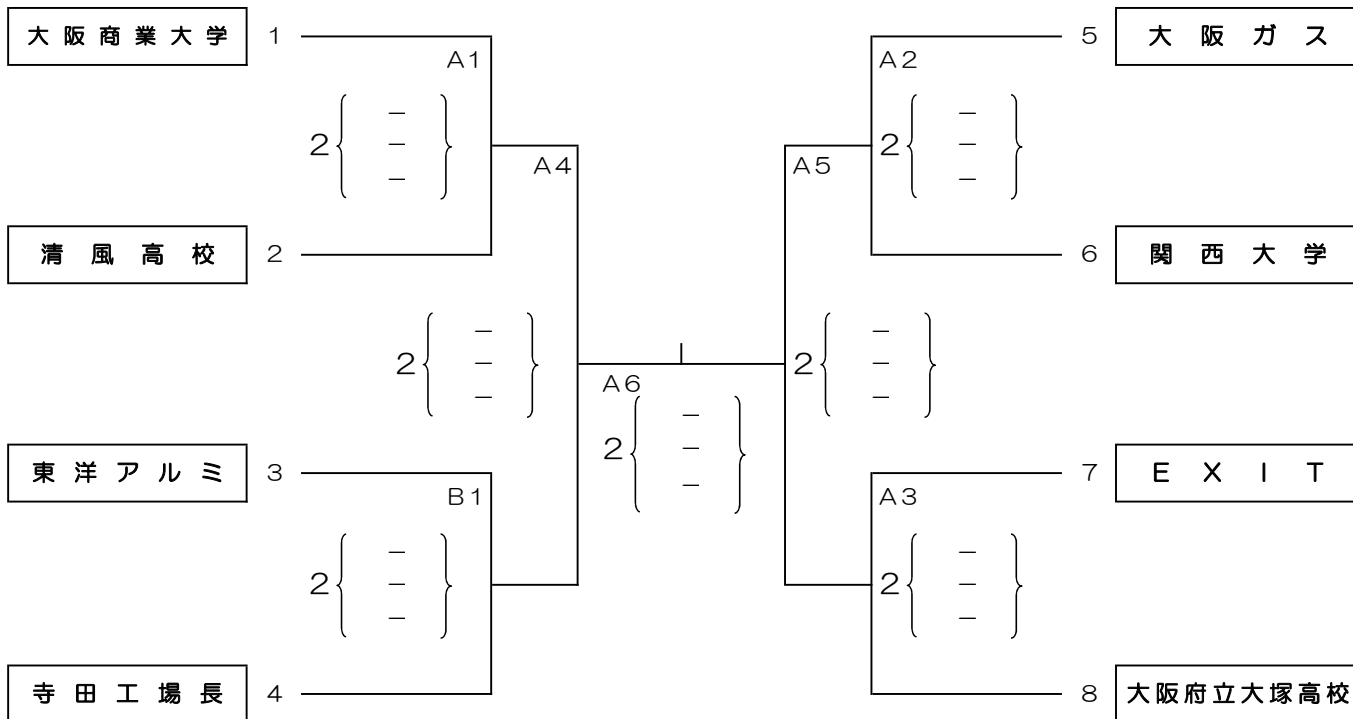 大阪商業大学 1
5 大阪ガス
A1
A2
2 { － }
－
－
2 { － }
－
－
A4
A5
清風高校 2
6 関西大学
2 { － }
－
－
2 { － }
－
－
A6
2 { － }
－
－
東洋アルミ 3
7 EXIT
B1
A3
2 { － }
－
－
2 { － }
－
－
寺田工場長 4
8 大阪府立大塚高校